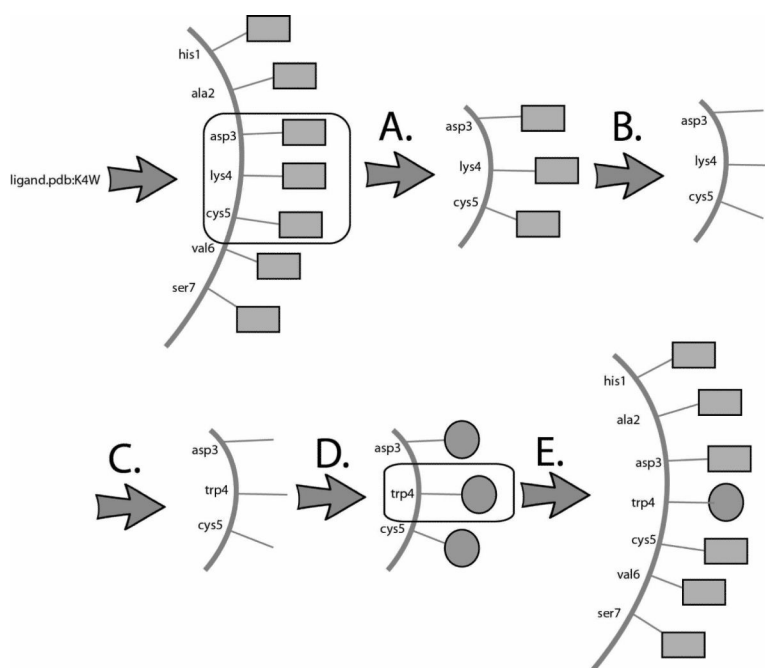 ligand.pdb:K4W
his1
ala2
asp3
lys4
cys5
val6
ser7
A.
asp3
lys4
cys5
B.
asp3
lys4
cys5
C.
asp3
trp4
cys5
D.
asp3
trp4
cys5
E.
his1
ala2
asp3
trp4
cys5
val6
ser7